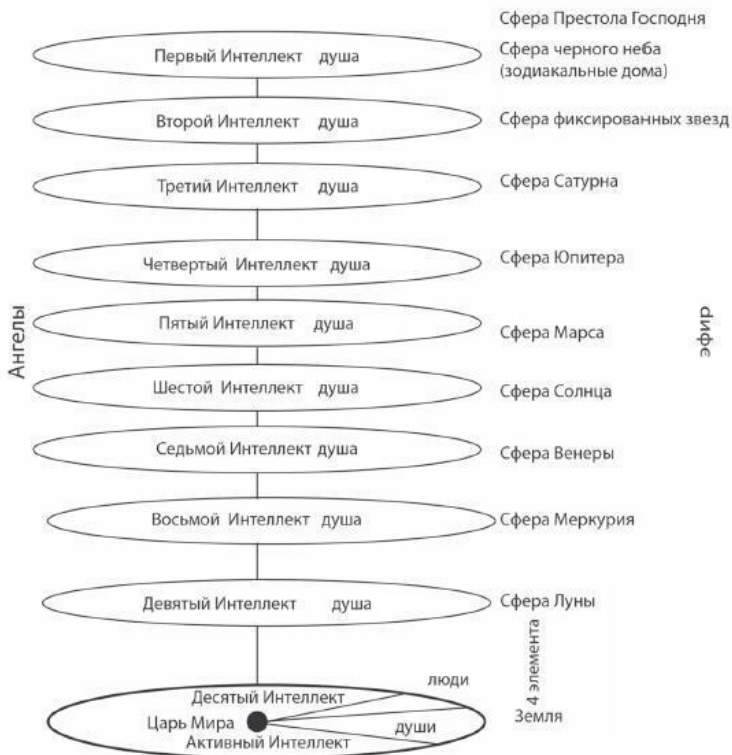 Сфера Престола Господня
Первый Интеллект душа
Сфера черного неба
(зодиакальные дома)
Второй Интеллект душа
Сфера фиксированных звезд
Третий Интеллект душа
Сфера Сатурна
Четвертый Интеллект душа
Сфера Юпитера
Ангелы
Пятый Интеллект душа
Сфера Марса
эфир
Шестой Интеллект душа
Сфера Солнца
Седьмой Интеллект душа
Сфера Венеры
Восьмой Интеллект душа
Сфера Меркурия
Девятый Интеллект душа
Сфера Луны
4 элемента
люди
Десятый Интеллект
Царь Мира
души
Земля
Активный Интеллект